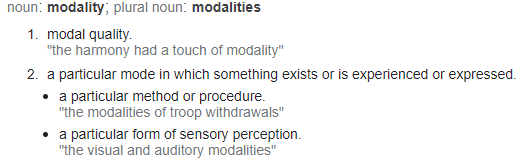 noun: modality; plural noun: modalities
1. modal quality.
"the harmony had a touch of modality"
2. a particular mode in which something exists or is experienced or expressed.
• a particular method or procedure.
"the modalities of troop withdrawals"
• a particular form of sensory perception.
"the visual and auditory modalities"